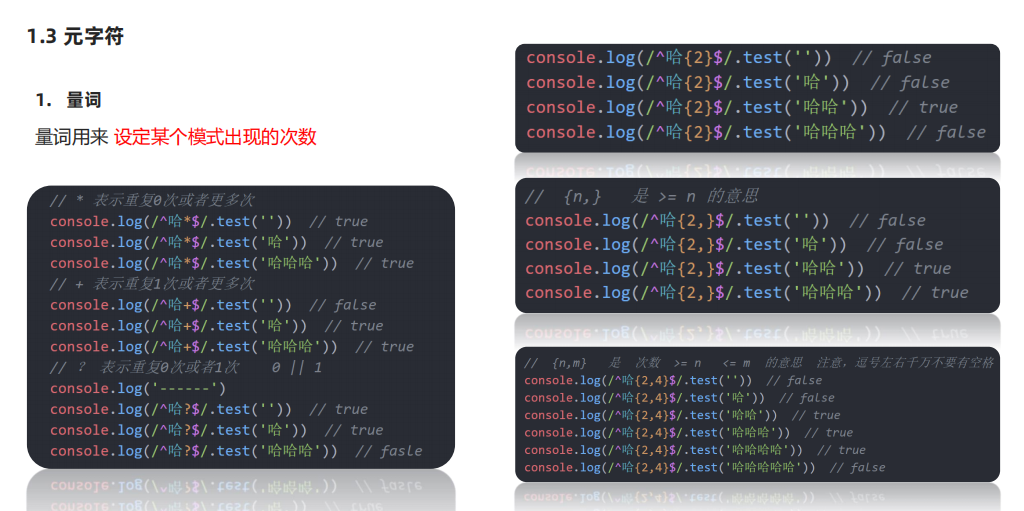 1.3 元字符
1. 量词
量词用来 设定某个模式出现的次数
// * 表示重复0次或者更多次
console.log(/^哈*$/.test('')) // true
console.log(/^哈*$/.test('哈')) // true
console.log(/^哈*$/.test('哈哈哈')) // true
// + 表示重复1次或者更多次
console.log(/^哈+$/.test('')) // false
console.log(/^哈+$/.test('哈')) // true
console.log(/^哈+$/.test('哈哈哈')) // true
// ? 表示重复0次或者1次 0 || 1
console.log('------')
console.log(/^哈?$/.test('')) // true
console.log(/^哈?$/.test('哈')) // true
console.log(/^哈?$/.test('哈哈哈')) // fasle
console.log(/^哈{2}$/.test('')) // false
console.log(/^哈{2}$/.test('哈')) // false
console.log(/^哈{2}$/.test('哈哈')) // true
console.log(/^哈{2}$/.test('哈哈哈')) // false
// {n,} 是 >= n 的意思
console.log(/^哈{2,}$/.test('')) // false
console.log(/^哈{2,}$/.test('哈')) // false
console.log(/^哈{2,}$/.test('哈哈')) // true
console.log(/^哈{2,}$/.test('哈哈哈')) // true
// {n,m} 是 次数 >= n <= m 的意思 注意，逗号左右千万不要有空格
console.log(/^哈{2,4}$/.test('')) // false
console.log(/^哈{2,4}$/.test('哈')) // false
console.log(/^哈{2,4}$/.test('哈哈')) // true
console.log(/^哈{2,4}$/.test('哈哈哈')) // true
console.log(/^哈{2,4}$/.test('哈哈哈哈')) // true
console.log(/^哈{2,4}$/.test('哈哈哈哈哈')) // false